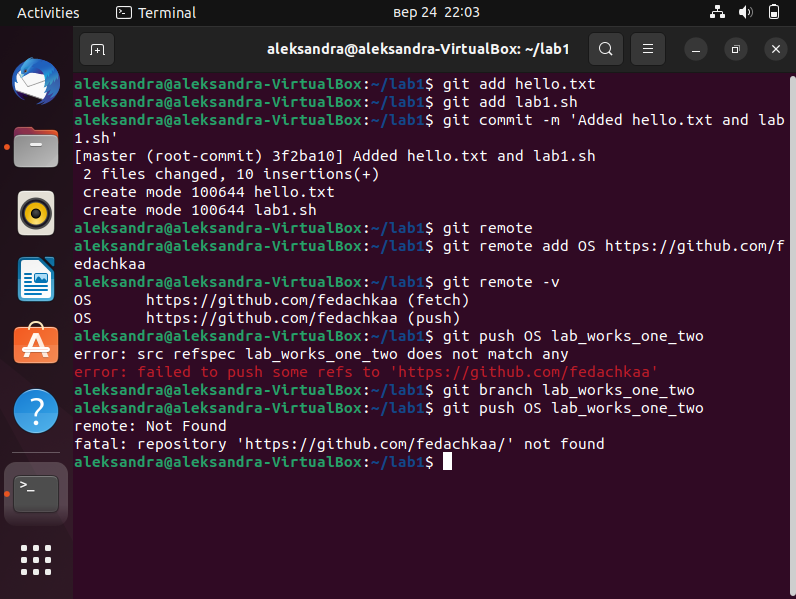 Activities
Terminal
вер 24 22:03
aleksandra@aleksandra-VirtualBox: ~/lab1
aleksandra@aleksandra-VirtualBox:~/lab1$ git add hello.txt
aleksandra@aleksandra-VirtualBox:~/lab1$ git add lab1.sh
aleksandra@aleksandra-VirtualBox:~/lab1$ git commit -m 'Added hello.txt and lab
1.sh'
[master (root-commit) 3f2ba10] Added hello.txt and lab1.sh
 2 files changed, 10 insertions(+)
 create mode 100644 hello.txt
 create mode 100644 lab1.sh
aleksandra@aleksandra-VirtualBox:~/lab1$ git remote
aleksandra@aleksandra-VirtualBox:~/lab1$ git remote add OS https://github.com/f
edachkaa
aleksandra@aleksandra-VirtualBox:~/lab1$ git remote -v
OS      https://github.com/fedachkaa (fetch)
OS      https://github.com/fedachkaa (push)
aleksandra@aleksandra-VirtualBox:~/lab1$ git push OS lab_works_one_two
error: src refspec lab_works_one_two does not match any
error: failed to push some refs to 'https://github.com/fedachkaa'
aleksandra@aleksandra-VirtualBox:~/lab1$ git branch lab_works_one_two
aleksandra@aleksandra-VirtualBox:~/lab1$ git push OS lab_works_one_two
remote: Not Found
fatal: repository 'https://github.com/fedachkaa/' not found
aleksandra@aleksandra-VirtualBox:~/lab1$